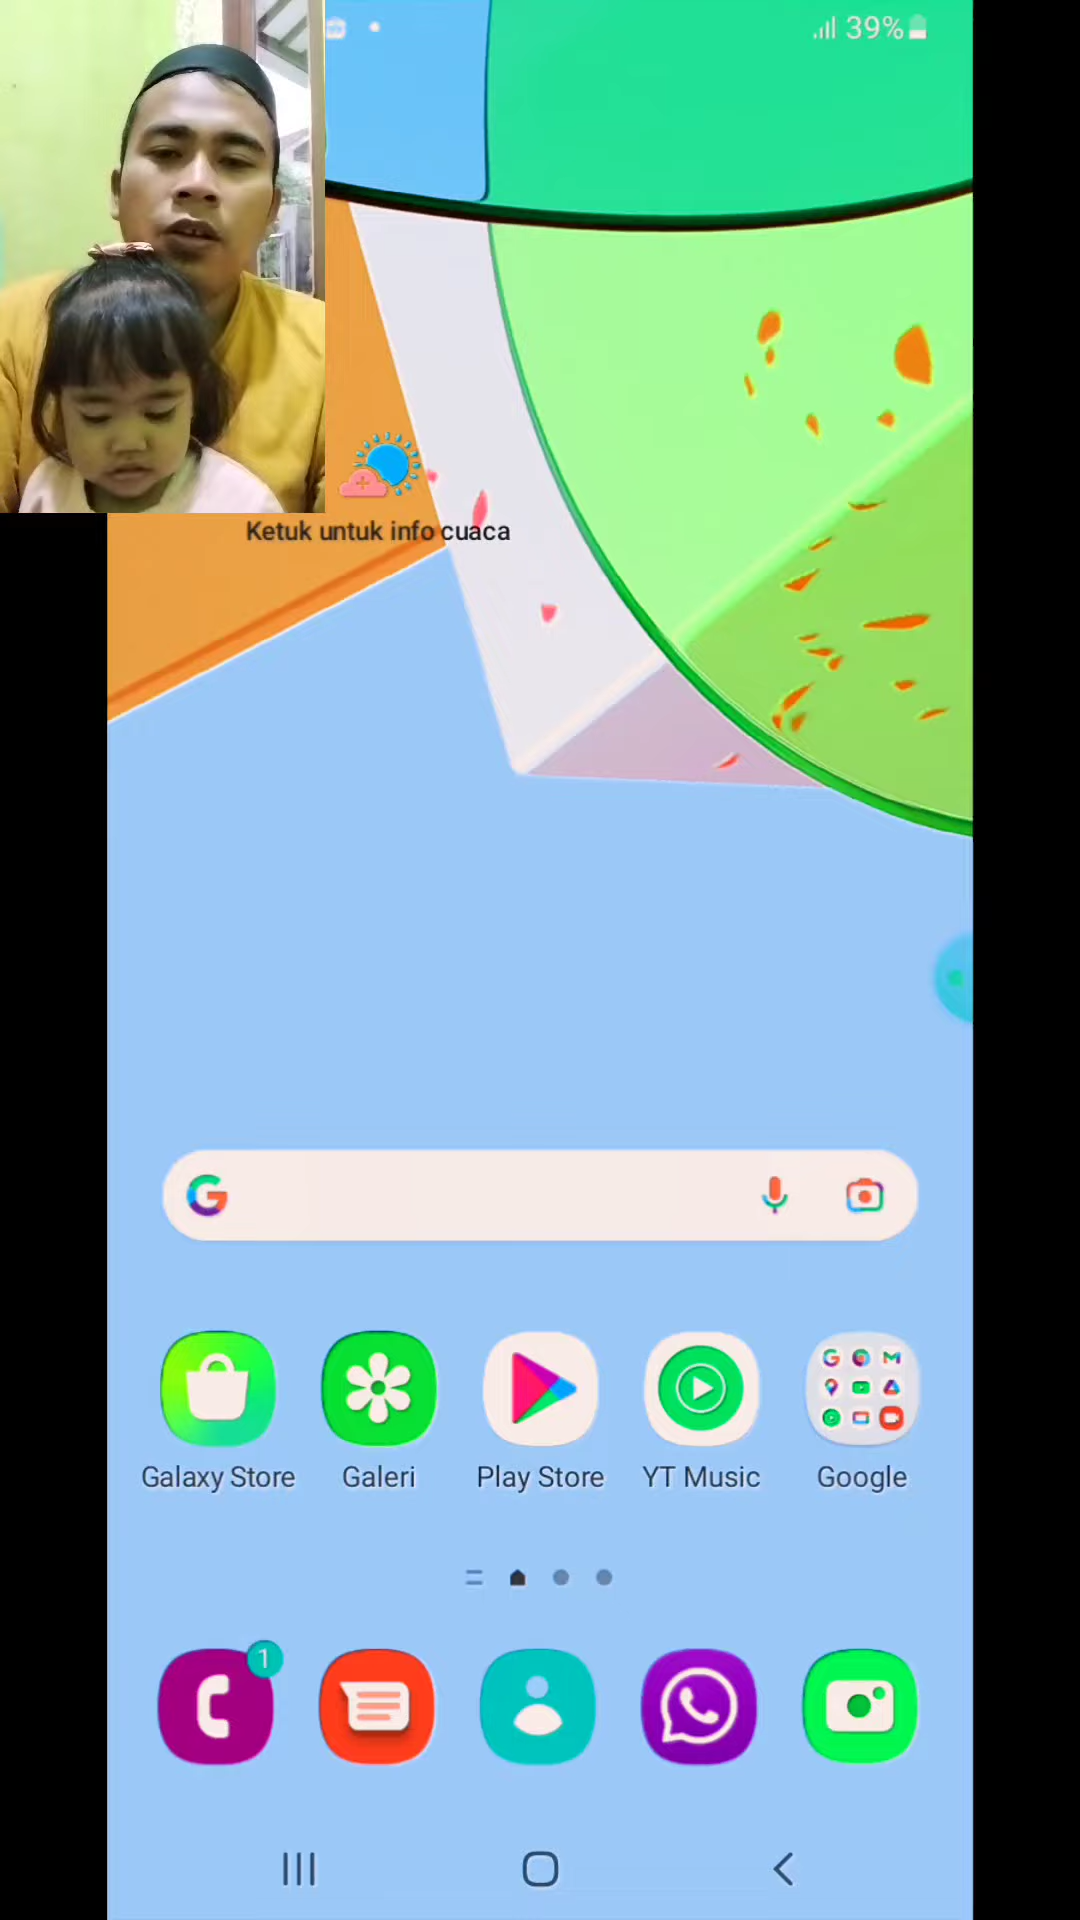 39%
Ketuk untuk info cuaca
G
Galaxy Store Galeri Play Store YT Music Google
1